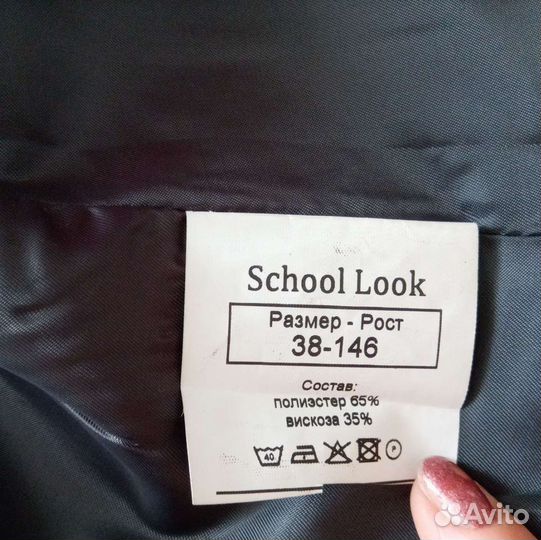 School Look
Размер - Рост
38-146
Состав:
полиэстер 65%
вискоза 35%
40
P
Avito